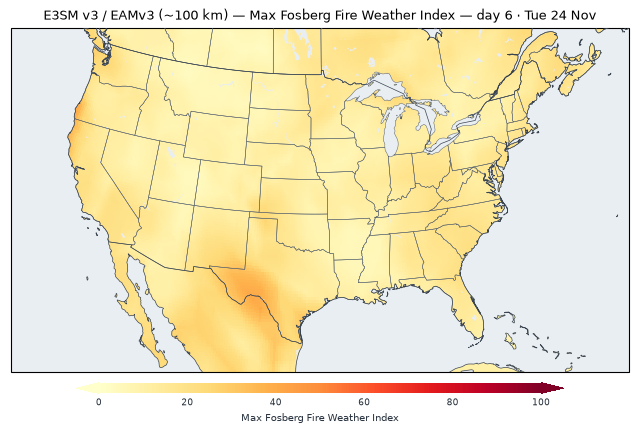 E3SM v3 / EAMv3 (~100 km) — Max Fosberg Fire Weather Index — day 6 · Tue 24 Nov
0 20 40 60 80 100
Max Fosberg Fire Weather Index